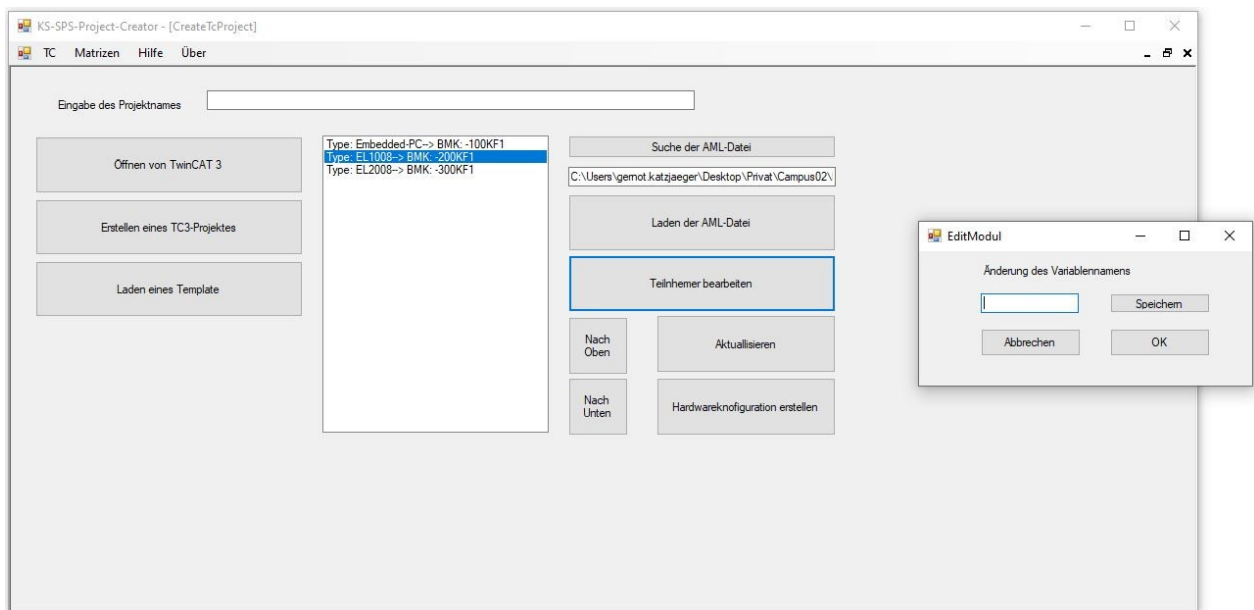 KS-SPS-Project-Creator - [CreateTcProject]
TC Matrizen Hilfe Über
Eingabe des Projektnames
Öffnen von TwinCAT 3
Erstellen eines TC3-Projektes
Laden eines Template
Type: Embedded-PC--> BMK: -100KF1
Type: EL1008--> BMK: -200KF1
Type: EL2008--> BMK: -300KF1
Suche der AML-Datei
C:\Users\gernot.katzjaeger\Desktop\Privat\Campus02\
Laden der AML-Datei
Teilnhemer bearbeiten
Nach
Oben
Aktuallisieren
Nach
Unten
Hardwareknofiguration erstellen
EditModul
Änderung des Variablennamens
Speichern
Abbrechen
OK